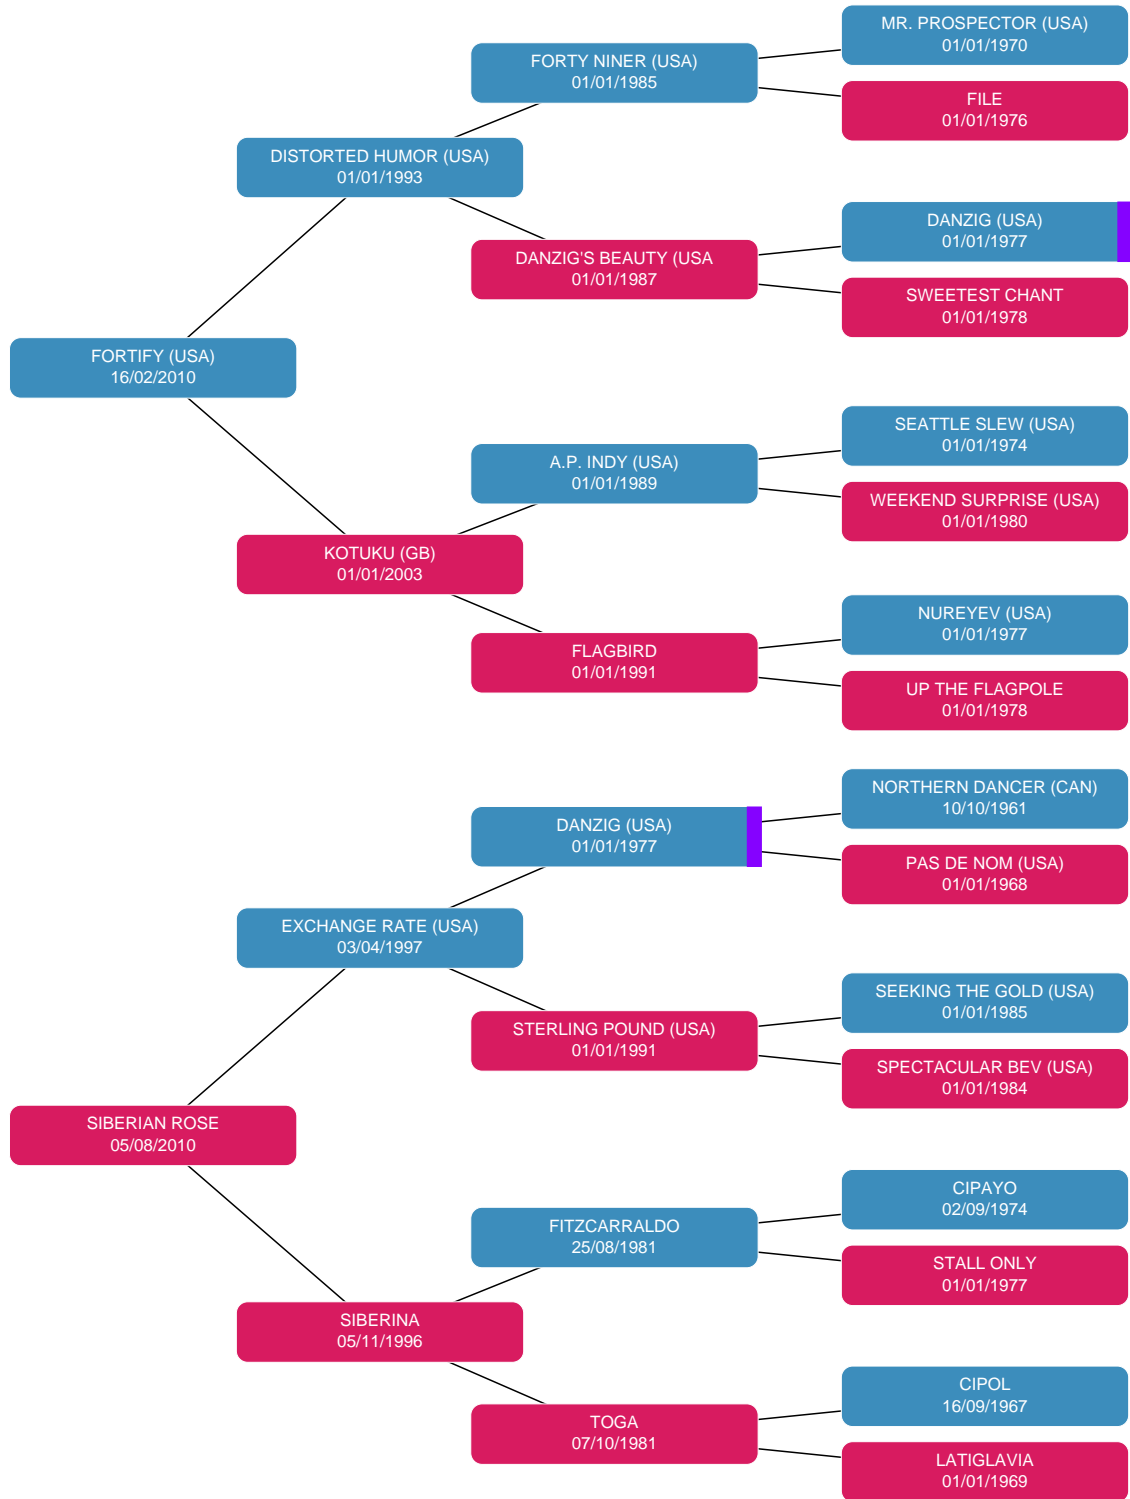 MR. PROSPECTOR (USA)
01/01/1970
FORTY NINER (USA)
01/01/1985
FILE
01/01/1976
DISTORTED HUMOR (USA)
01/01/1993
DANZIG (USA)
01/01/1977
DANZIG'S BEAUTY (USA
01/01/1987
SWEETEST CHANT
01/01/1978
FORTIFY (USA)
16/02/2010
SEATTLE SLEW (USA)
01/01/1974
A.P. INDY (USA)
01/01/1989
WEEKEND SURPRISE (USA)
01/01/1980
KOTUKU (GB)
01/01/2003
NUREYEV (USA)
01/01/1977
FLAGBIRD
01/01/1991
UP THE FLAGPOLE
01/01/1978
NORTHERN DANCER (CAN)
10/10/1961
DANZIG (USA)
01/01/1977
PAS DE NOM (USA)
01/01/1968
EXCHANGE RATE (USA)
03/04/1997
SEEKING THE GOLD (USA)
01/01/1985
STERLING POUND (USA)
01/01/1991
SPECTACULAR BEV (USA)
01/01/1984
SIBERIAN ROSE
05/08/2010
CIPAYO
02/09/1974
FITZCARRALDO
25/08/1981
STALL ONLY
01/01/1977
SIBERINA
05/11/1996
CIPOL
16/09/1967
TOGA
07/10/1981
LATIGLAVIA
01/01/1969